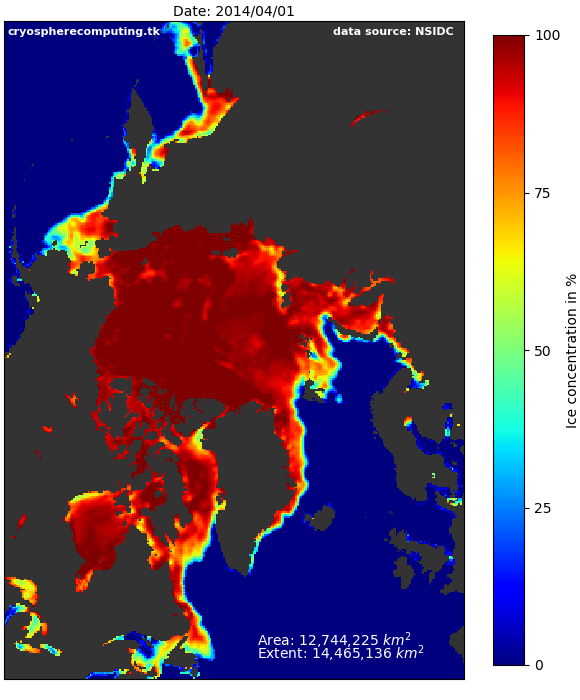 Date: 2014/04/01
cryospherecomputing.tk data source: NSIDC
100
75
50
25
0
Ice concentration in %
Area: 12,744,225 km²
Extent: 14,465,136 km²